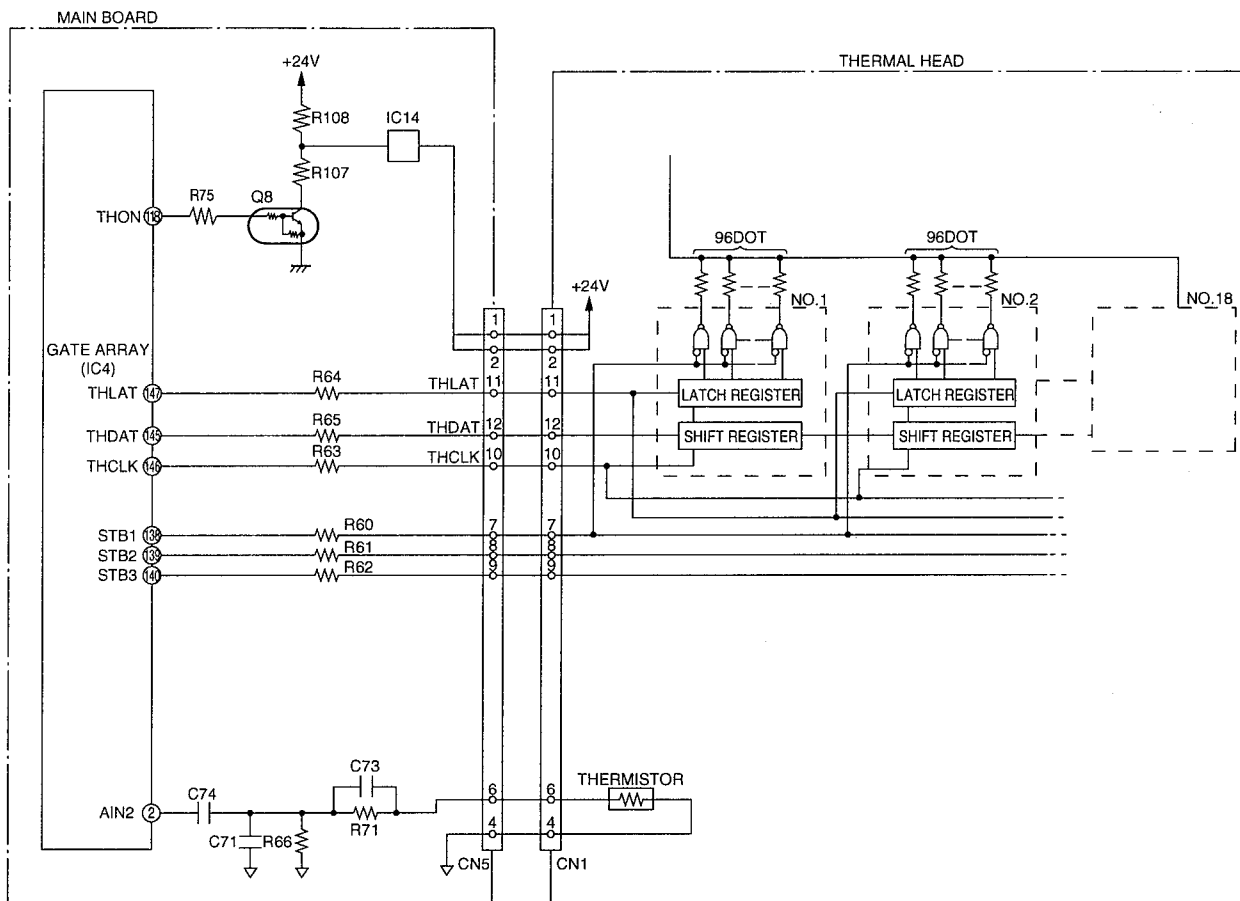 MAIN BOARD
THERMAL HEAD
+24V
R108
IC14
R107
R75
Q8
THON 118
96DOT
96DOT
+24V
NO.1
NO.2
NO.18
1
1
2
2
GATE ARRAY
(IC4)
THLAT 147
R64
THLAT
11
11
LATCH REGISTER
LATCH REGISTER
THDAT 145
R65
THDAT
12
12
SHIFT REGISTER
SHIFT REGISTER
THCLK 146
R63
THCLK
10
10
STB1 138
R60
7
7
STB2 139
R61
8
8
STB3 140
R62
9
9
C73
THERMISTOR
C74
6
6
AIN2 2
R71
C71
R66
4
4
CN5
CN1